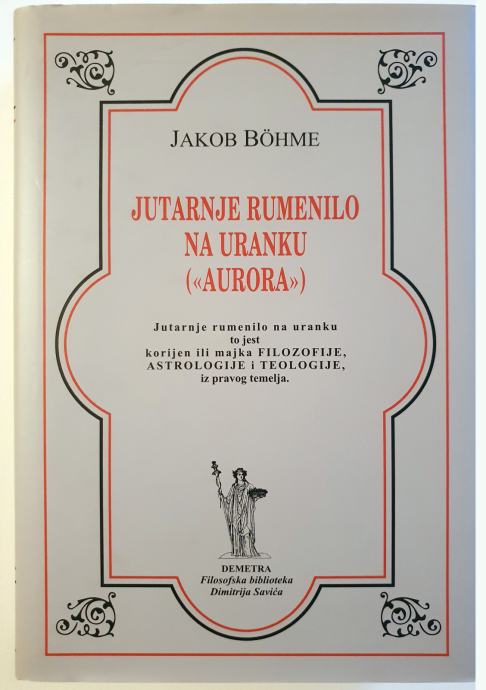 JAKOB BÖHME
JUTARNJE RUMENILO
NA URANKU
(«AURORA»)
Jutarnje rumenilo na uranku
to jest
korijen ili majka FILOZOFIJE,
ASTROLOGIJE i TEOLOGIJE,
iz pravog temelja.
DEMETRA
Filosofska biblioteka
Dimitrija Savića